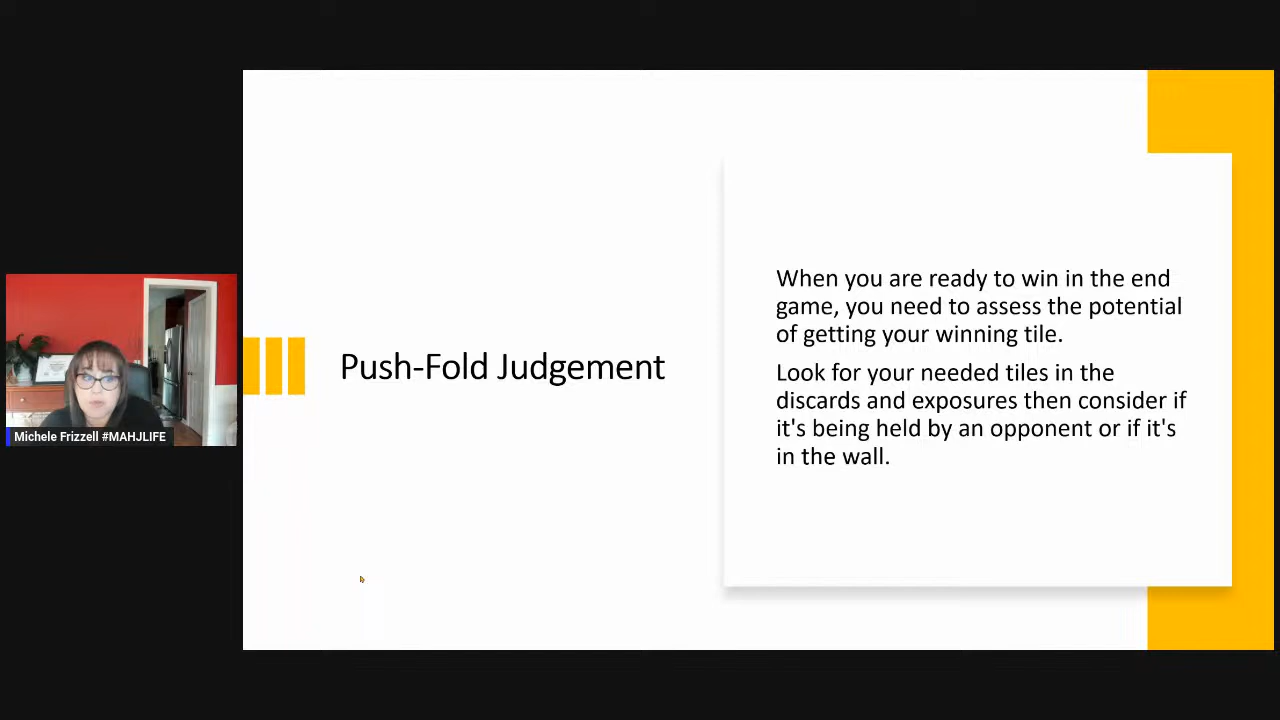 Push-Fold Judgement
When you are ready to win in the end
game, you need to assess the potential
of getting your winning tile.
Look for your needed tiles in the
discards and exposures then consider if
it's being held by an opponent or if it's
in the wall.
Michele Frizzell #MAHJLIFE